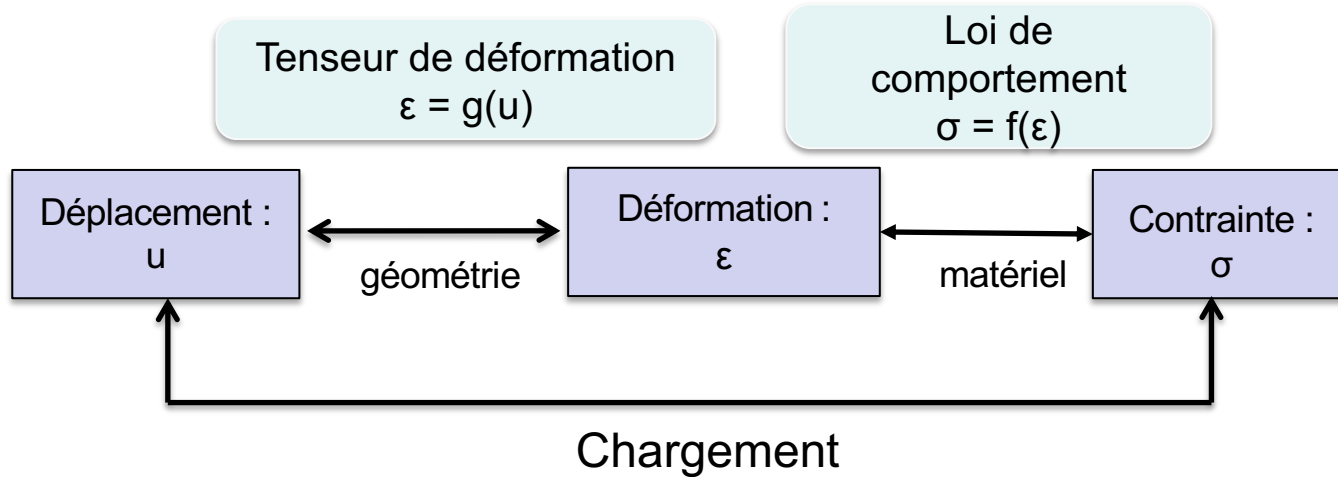 Tenseur de déformation
ε = g(u)
Loi de
comportement
σ = f(ε)
Déplacement :
u
géométrie
Déformation :
ε
matériel
Contrainte :
σ
Chargement